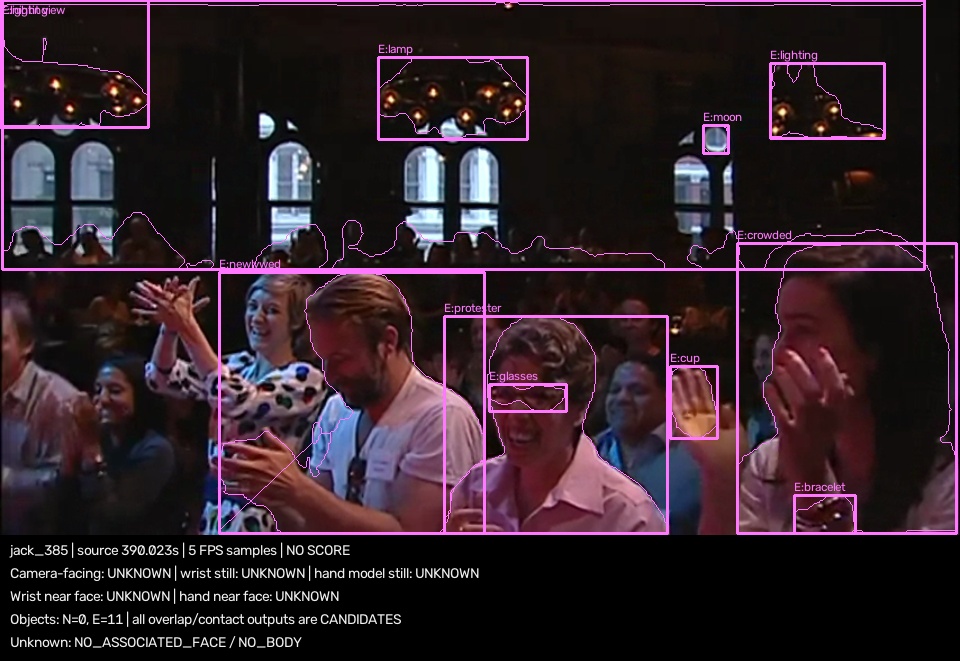 E:night view
E:lamp
E:lighting
E:moon
E:crowded
E:newlywed
E:protester
E:cup
E:glasses
E:bracelet
jack_385 | source 390.023s | 5 FPS samples | NO SCORE
Camera-facing: UNKNOWN | wrist still: UNKNOWN | hand model still: UNKNOWN
Wrist near face: UNKNOWN | hand near face: UNKNOWN
Objects: N=0, E=11 | all overlap/contact outputs are CANDIDATES
Unknown: NO_ASSOCIATED_FACE / NO_BODY